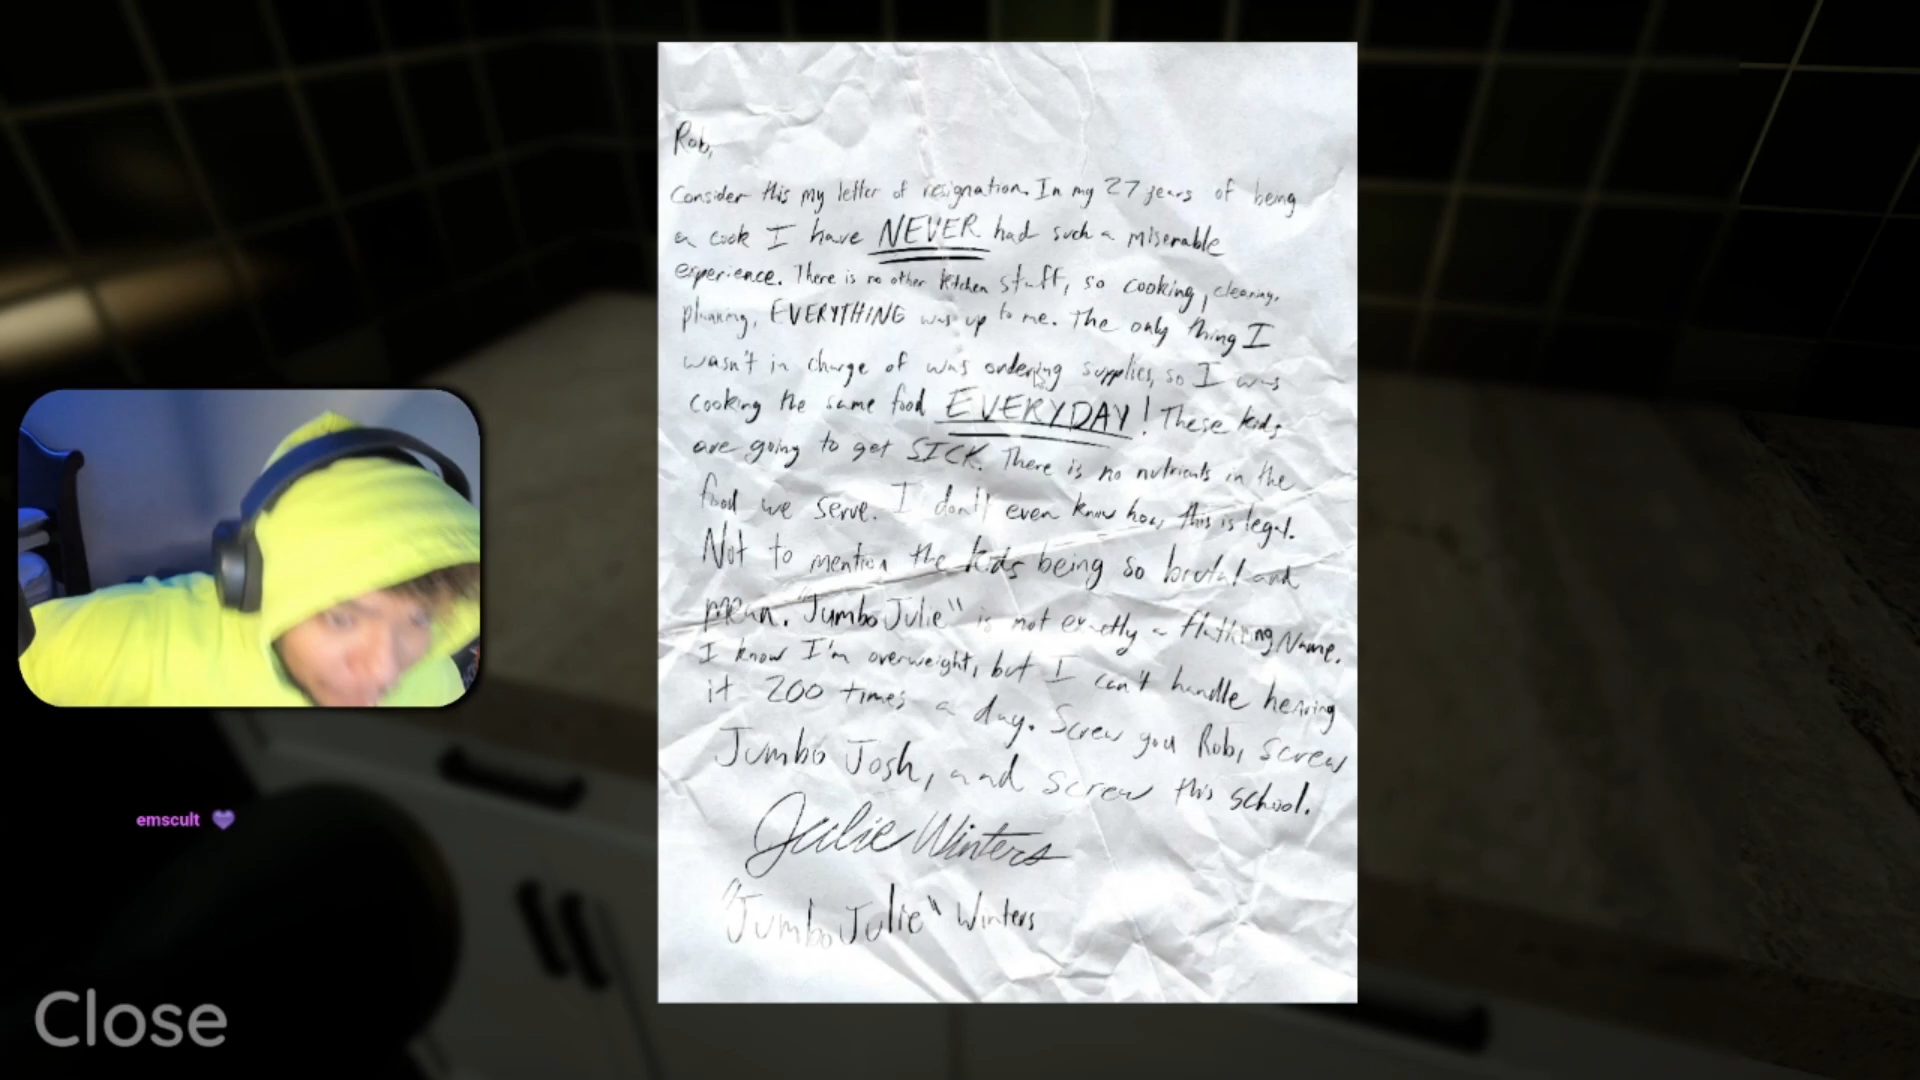 Rob,
Consider this my letter of resignation. In my 27 years of being
a cook I have NEVER had such a miserable
experience. There is no other kitchen stuff, so cooking, cleaning,
planning, EVERYTHING was up to me. The only thing I
wasn't in charge of was ordering supplies, so I was
cooking the same food EVERYDAY! These kids
are going to get SICK. There is no nutrients in the
food we serve. I don't even know how this is legal.
Not to mention the kids being so brutal and
mean. "Jumbo Julie" is not exactly a flattering Name.
I know I'm overweight, but I can't handle hearing
it 200 times a day. Screw you Rob, screw
Jumbo Josh, and screw this school.
Julie Winters
"Jumbo Julie" Winters
emscult 💜
Close